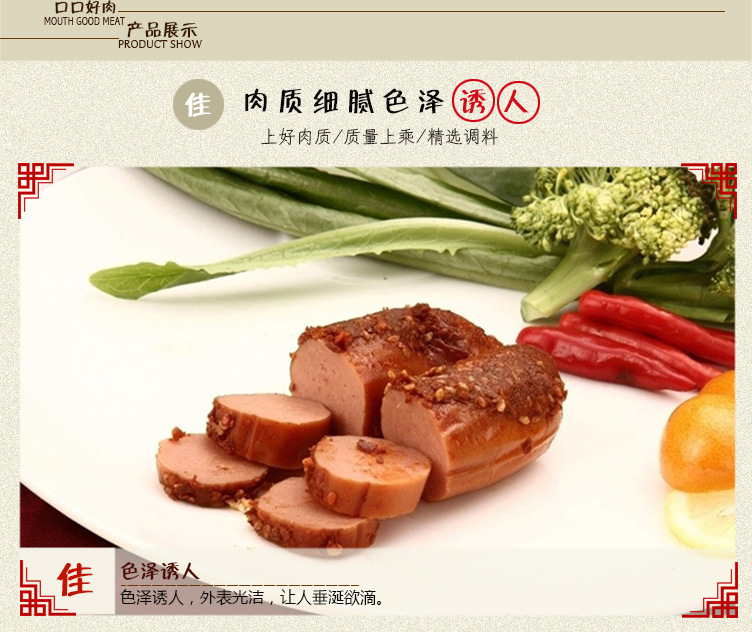 口口好肉
MOUTH GOOD MEAT
产品展示
PRODUCT SHOW
佳 肉质细腻色泽诱人
上好肉质/质量上乘/精选调料
佳
色泽诱人
色泽诱人，外表光洁，让人垂涎欲滴。